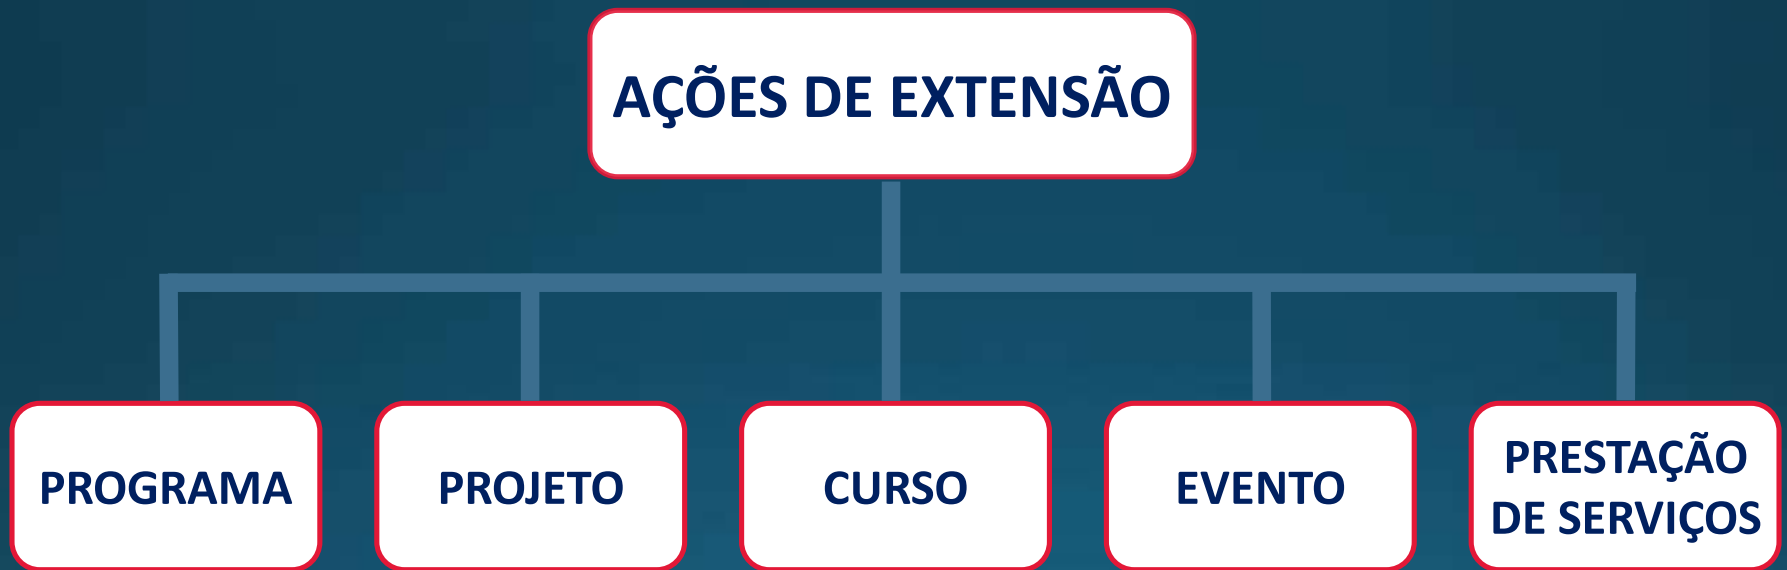 AÇÕES DE EXTENSÃO
PROGRAMA
PROJETO
CURSO
EVENTO
PRESTAÇÃO
DE SERVIÇOS